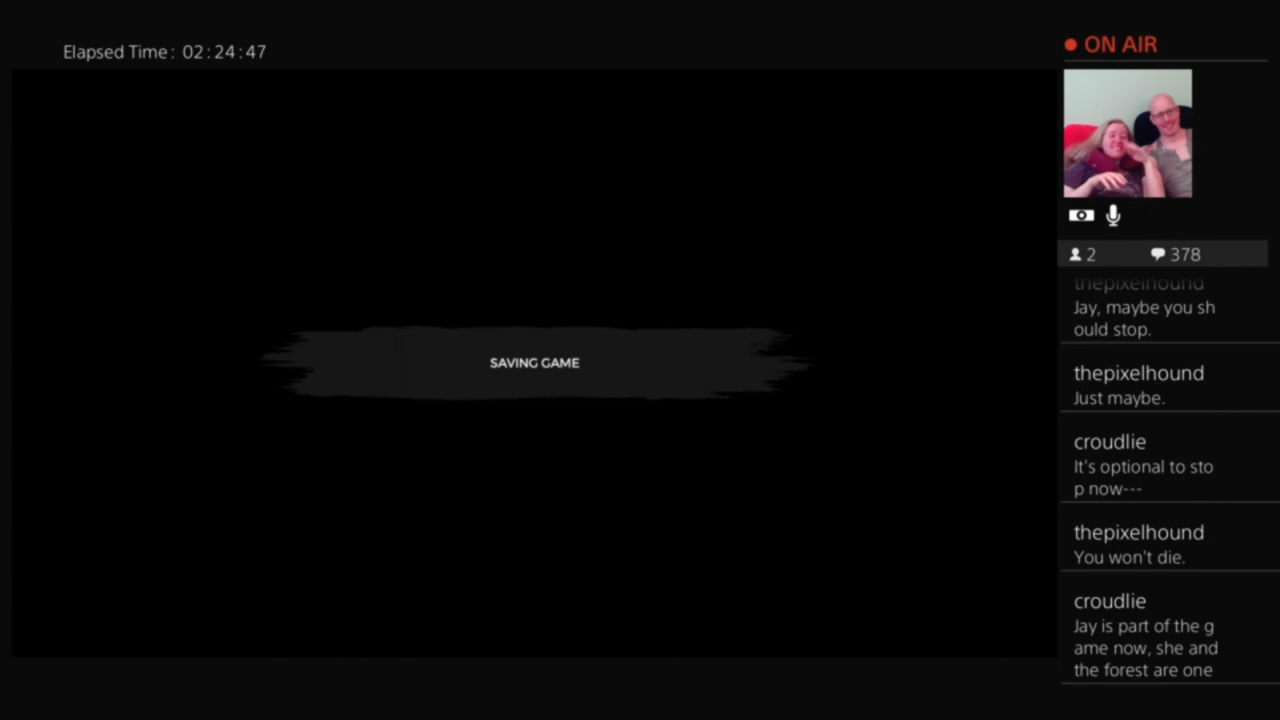 Elapsed Time: 02:24:47
ON AIR
2 378
thepixelhound
Jay, maybe you sh
ould stop.
thepixelhound
Just maybe.
croudlie
It's optional to sto
p now---
thepixelhound
You won't die.
croudlie
Jay is part of the g
ame now, she and
the forest are one
SAVING GAME